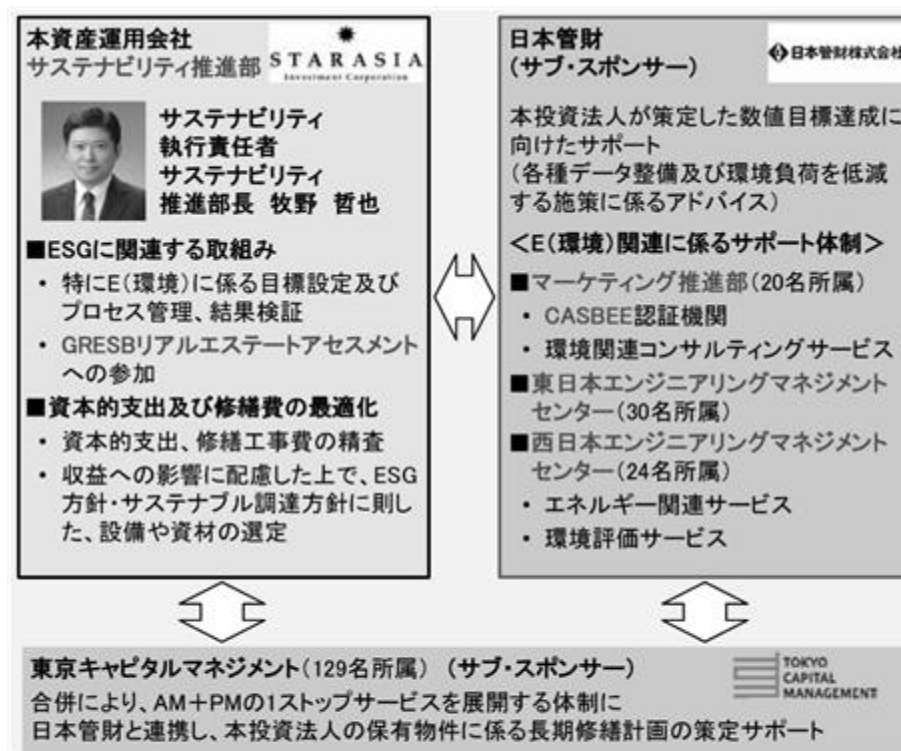 本資産運用会社
サステナビリティ推進部
STARASIA
Investment Corporation
サステナビリティ
執行責任者
サステナビリティ
推進部長 牧野 哲也
■ESGに関連する取組み
・ 特にE(環境)に係る目標設定及び
プロセス管理、結果検証
・ GRESBリアルエステートアセスメント
への参加
■資本的支出及び修繕費の最適化
・ 資本的支出、修繕工事費の精査
・ 収益への影響に配慮した上で、ESG
方針・サステナブル調達方針に則し
た、設備や資材の選定
日本管財
(サブ・スポンサー)
日本管財株式会社
本投資法人が策定した数値目標達成に
向けたサポート
(各種データ整備及び環境負荷を低減
する施策に係るアドバイス)
<E(環境)関連に係るサポート体制>
■マーケティング推進部(20名所属)
・ CASBEE認証機関
・ 環境関連コンサルティングサービス
■東日本エンジニアリングマネジメント
センター(30名所属)
■西日本エンジニアリングマネジメント
センター(24名所属)
・ エネルギー関連サービス
・ 環境評価サービス
東京キャピタルマネジメント(129名所属) (サブ・スポンサー)
TOKYO
CAPITAL
MANAGEMENT
合併により、AM+PMの1ストップサービスを展開する体制に
日本管財と連携し、本投資法人の保有物件に係る長期修繕計画の策定サポート